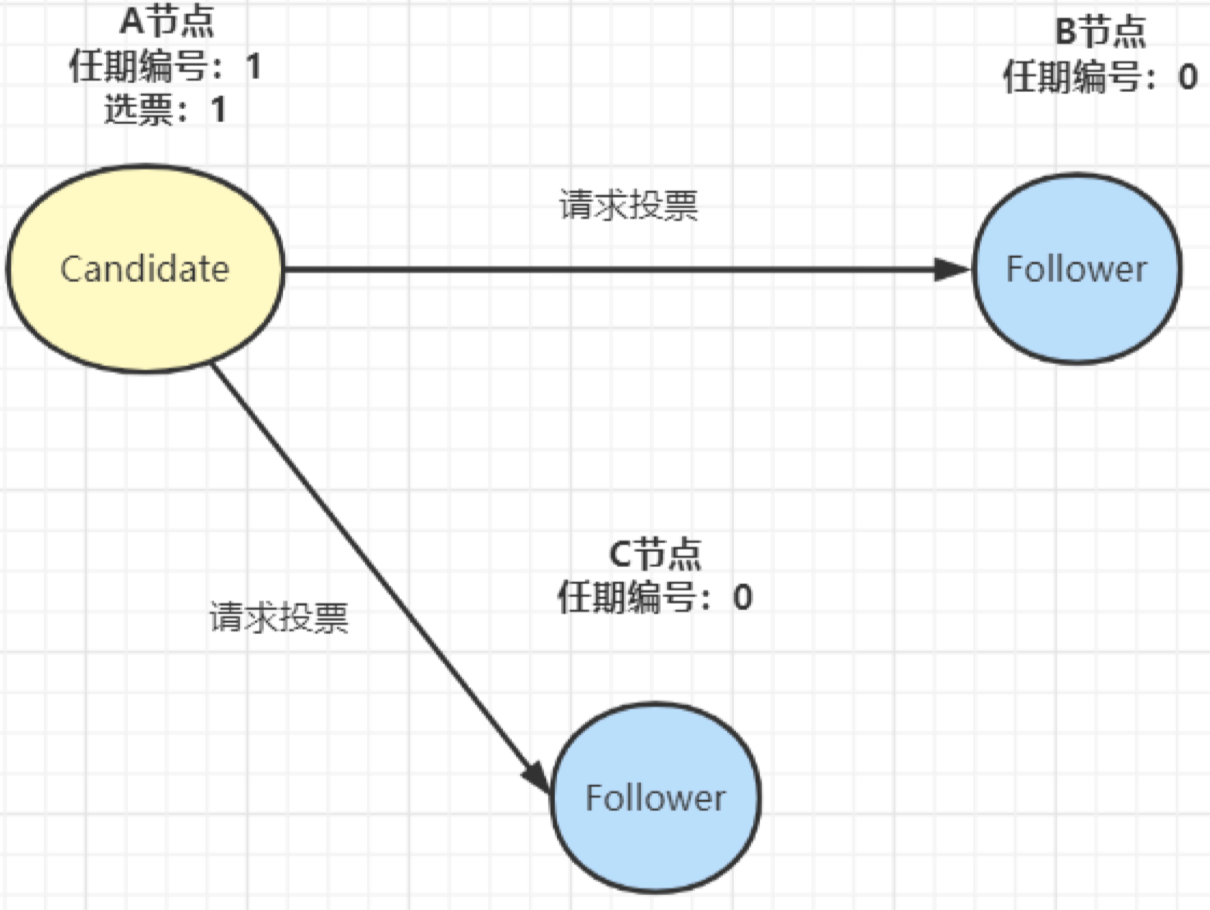 A节点
任期编号：1
选票：1
B节点
任期编号：0
请求投票
Candidate
Follower
C节点
任期编号：0
请求投票
Follower